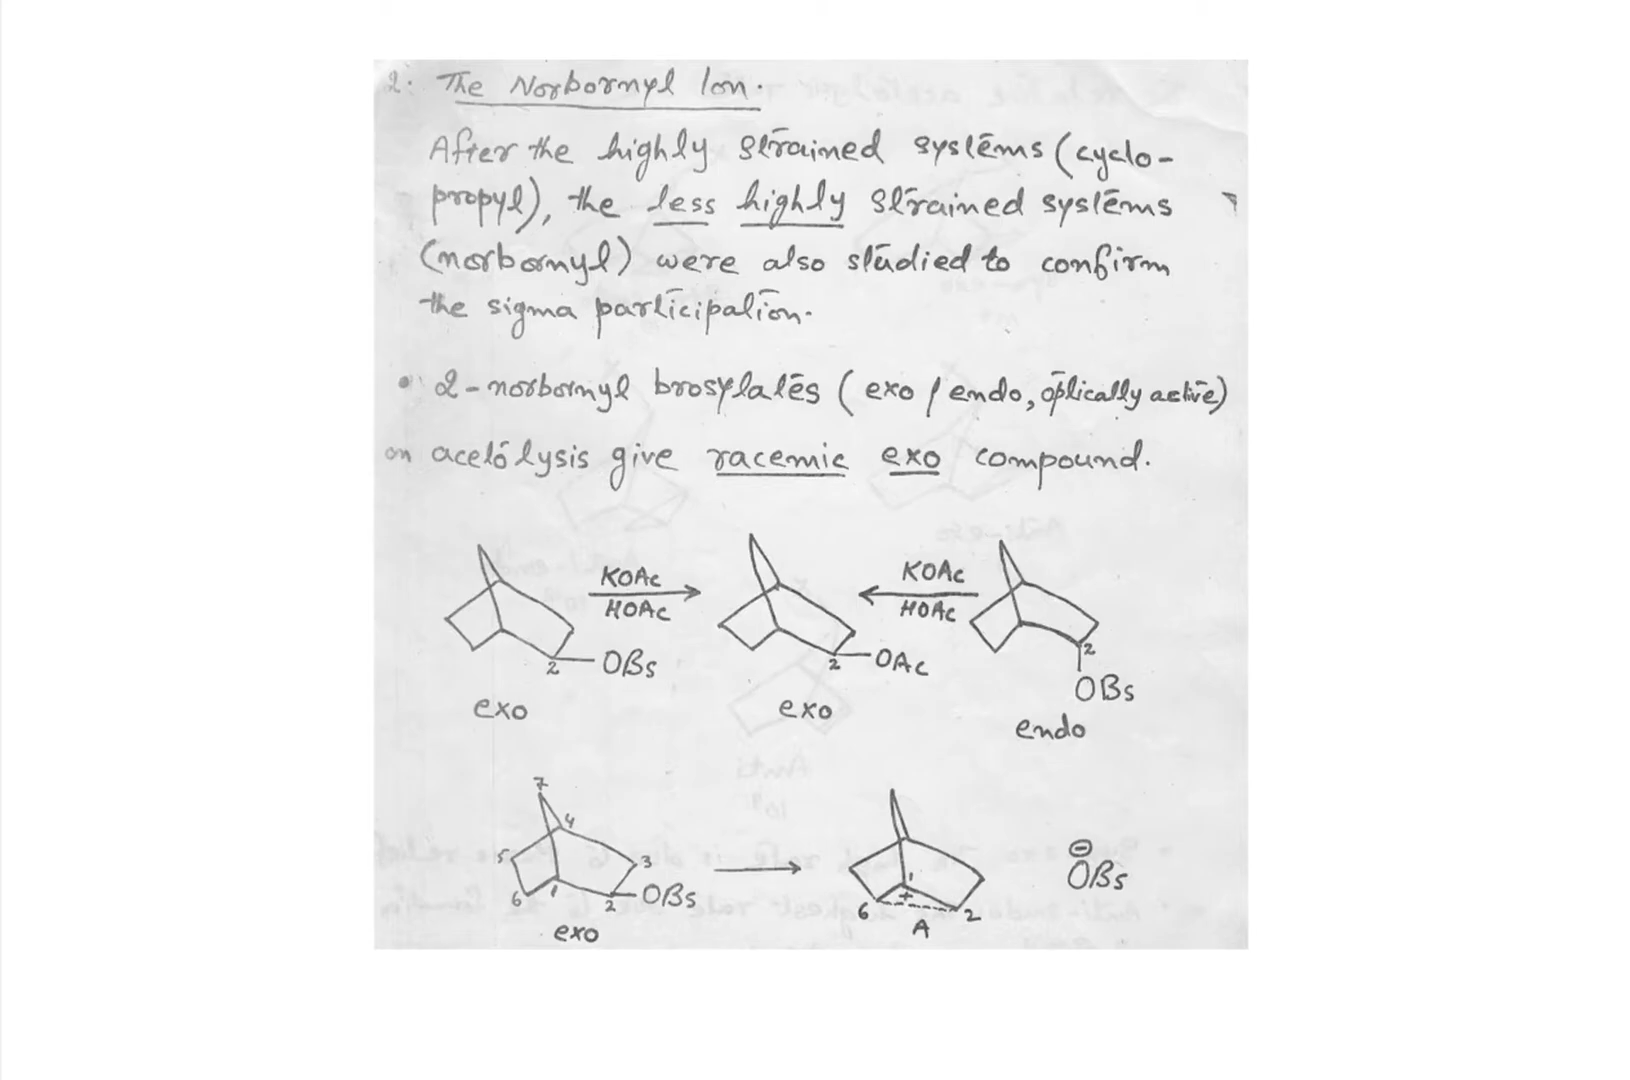 2. The Norbornyl Ion.
After the highly strained systems (cyclo-
propyl), the less highly strained systems
(norbornyl) were also studied to confirm
the sigma participation.
• 2-norbornyl brosylates (exo / endo, optically active)
on acetolysis give racemic exo compound.
KOAc
HOAc
KOAc
HOAc
2 OBs
2 OAc
2
OBs
exo
exo
endo
7
4
5
3
6
1
2
OBs
exo
1
6
+
2
A
⊖
OBs